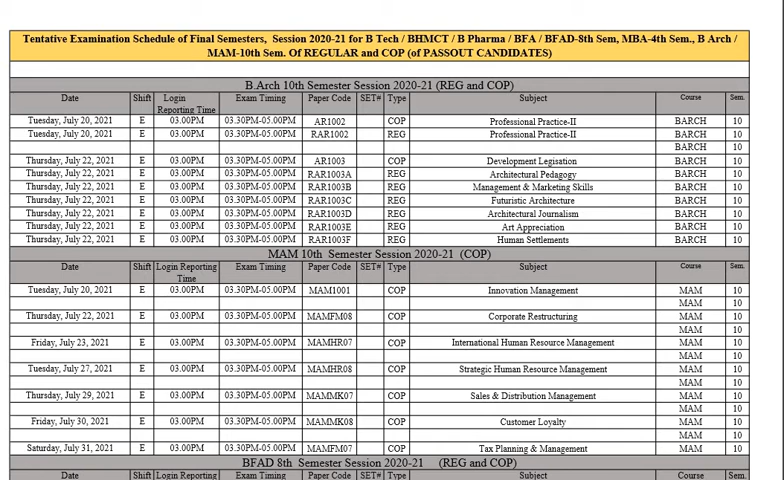 Tentative Examination Schedule of Final Semesters, Session 2020-21 for B Tech / BHMCT / B Pharma / BFA / BFAD-8th Sem, MBA-4th Sem., B Arch /
MAM-10th Sem. Of REGULAR and COP (of PASSOUT CANDIDATES)
B.Arch 10th Semester Session 2020-21 (REG and COP)
Date Shift Login Reporting Time Exam Timing Paper Code SET# Type Subject Course Sem.
Tuesday, July 20, 2021 E 03.00PM 03.30PM-05.00PM AR1002 COP Professional Practice-II BARCH 10
Tuesday, July 20, 2021 E 03.00PM 03.30PM-05.00PM RAR1002 REG Professional Practice-II BARCH 10
BARCH 10
Thursday, July 22, 2021 E 03.00PM 03.30PM-05.00PM AR1003 COP Development Legisation BARCH 10
Thursday, July 22, 2021 E 03.00PM 03.30PM-05.00PM RAR1003A REG Architectural Pedagogy BARCH 10
Thursday, July 22, 2021 E 03.00PM 03.30PM-05.00PM RAR1003B REG Management & Marketing Skills BARCH 10
Thursday, July 22, 2021 E 03.00PM 03.30PM-05.00PM RAR1003C REG Futuristic Architecture BARCH 10
Thursday, July 22, 2021 E 03.00PM 03.30PM-05.00PM RAR1003D REG Architectural Journalism BARCH 10
Thursday, July 22, 2021 E 03.00PM 03.30PM-05.00PM RAR1003E REG Art Appreciation BARCH 10
Thursday, July 22, 2021 E 03.00PM 03.30PM-05.00PM RAR1003F REG Human Settlements BARCH 10
MAM 10th Semester Session 2020-21 (COP)
Date Shift Login Reporting Time Exam Timing Paper Code SET# Type Subject Course Sem.
Tuesday, July 20, 2021 E 03.00PM 03.30PM-05.00PM MAM1001 COP Innovation Management MAM 10
MAM 10
Thursday, July 22, 2021 E 03.00PM 03.30PM-05.00PM MAMFM08 COP Corporate Restructuring MAM 10
MAM 10
Friday, July 23, 2021 E 03.00PM 03.30PM-05.00PM MAMHR07 COP International Human Resource Management MAM 10
MAM 10
Tuesday, July 27, 2021 E 03.00PM 03.30PM-05.00PM MAMHR08 COP Strategic Human Resource Management MAM 10
MAM 10
Thursday, July 29, 2021 E 03.00PM 03.30PM-05.00PM MAMMK07 COP Sales & Distribution Management MAM 10
MAM 10
Friday, July 30, 2021 E 03.00PM 03.30PM-05.00PM MAMMK08 COP Customer Loyalty MAM 10
MAM 10
Saturday, July 31, 2021 E 03.00PM 03.30PM-05.00PM MAMFM07 COP Tax Planning & Management MAM 10
BFAD 8th Semester Session 2020-21 (REG and COP)
Date Shift Login Reporting Exam Timing Paper Code SET# Type Subject Course Sem.